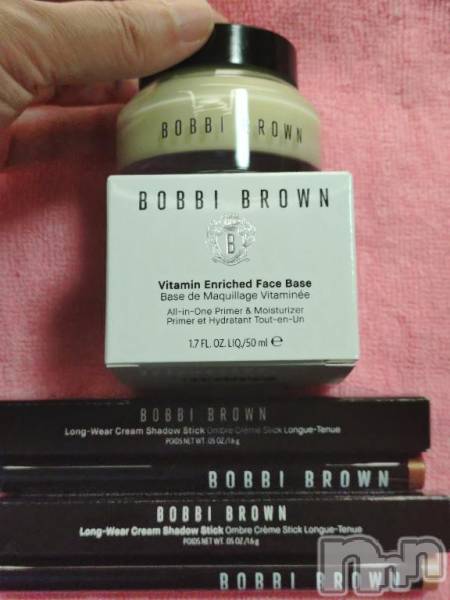 BOBBI BROWN
BOBBI BROWN
B
Vitamin Enriched Face Base
Base de Maquillage Vitaminée
All-in-One Primer & Moisturizer
Primer et Hydratant Tout-en-Un
1.7 FL. OZ. LIQ./50 ml e
BOBBI BROWN
Long-Wear Cream Shadow Stick Ombre Crème Stick Longue-Tenue
POIDS NET WT. .05 OZ./1.6 g
BOBBI BROWN
BOBBI BROWN
Long-Wear Cream Shadow Stick Ombre Crème Stick Longue-Tenue
POIDS NET WT. .05 OZ./1.6 g
BOBBI BROWN